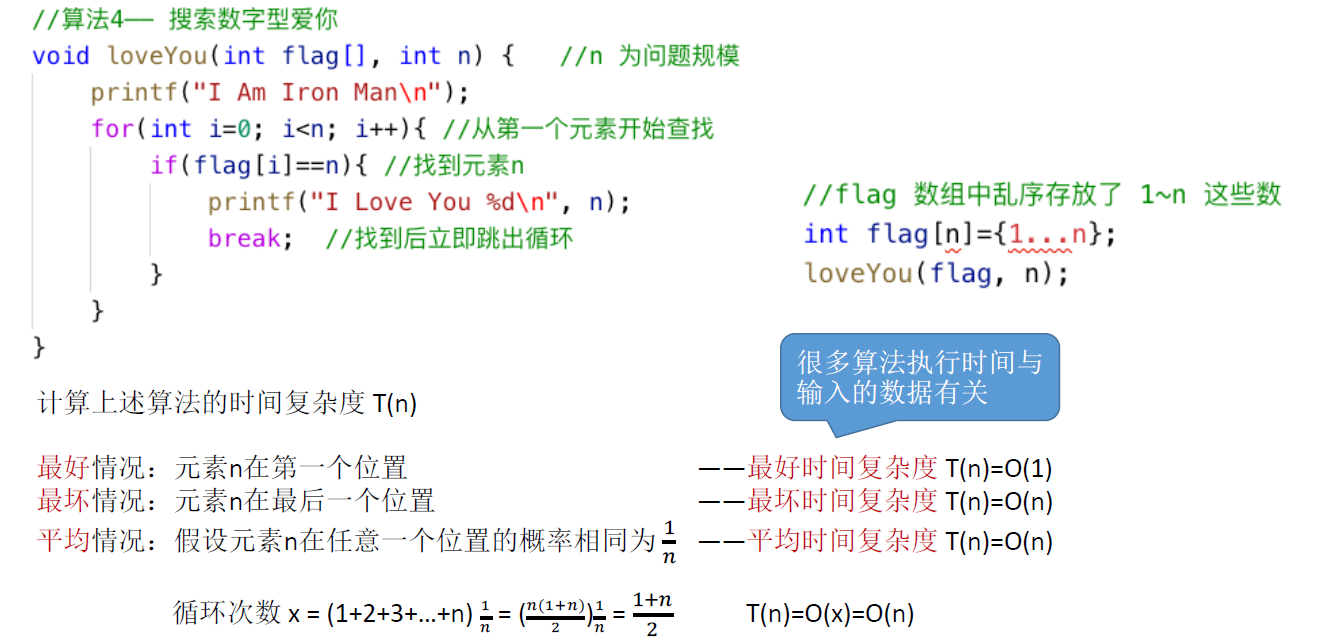 //算法4—— 搜索数字型爱你
void loveYou(int flag[], int n) {   //n 为问题规模
    printf("I Am Iron Man\n");
    for(int i=0; i<n; i++){ //从第一个元素开始查找
        if(flag[i]==n){ //找到元素n
            printf("I Love You %d\n", n);
            break;  //找到后立即跳出循环
        }
    }
}
//flag 数组中乱序存放了 1~n 这些数
int flag[n]={1...n};
loveYou(flag, n);
很多算法执行时间与
输入的数据有关
计算上述算法的时间复杂度 T(n)
最好情况：元素n在第一个位置 ——最好时间复杂度 T(n)=O(1)
最坏情况：元素n在最后一个位置 ——最坏时间复杂度 T(n)=O(n)
平均情况：假设元素n在任意一个位置的概率相同为 1/n ——平均时间复杂度 T(n)=O(n)
循环次数 x = (1+2+3+…+n) 1/n = (n(1+n)/2) 1/n = (1+n)/2 T(n)=O(x)=O(n)